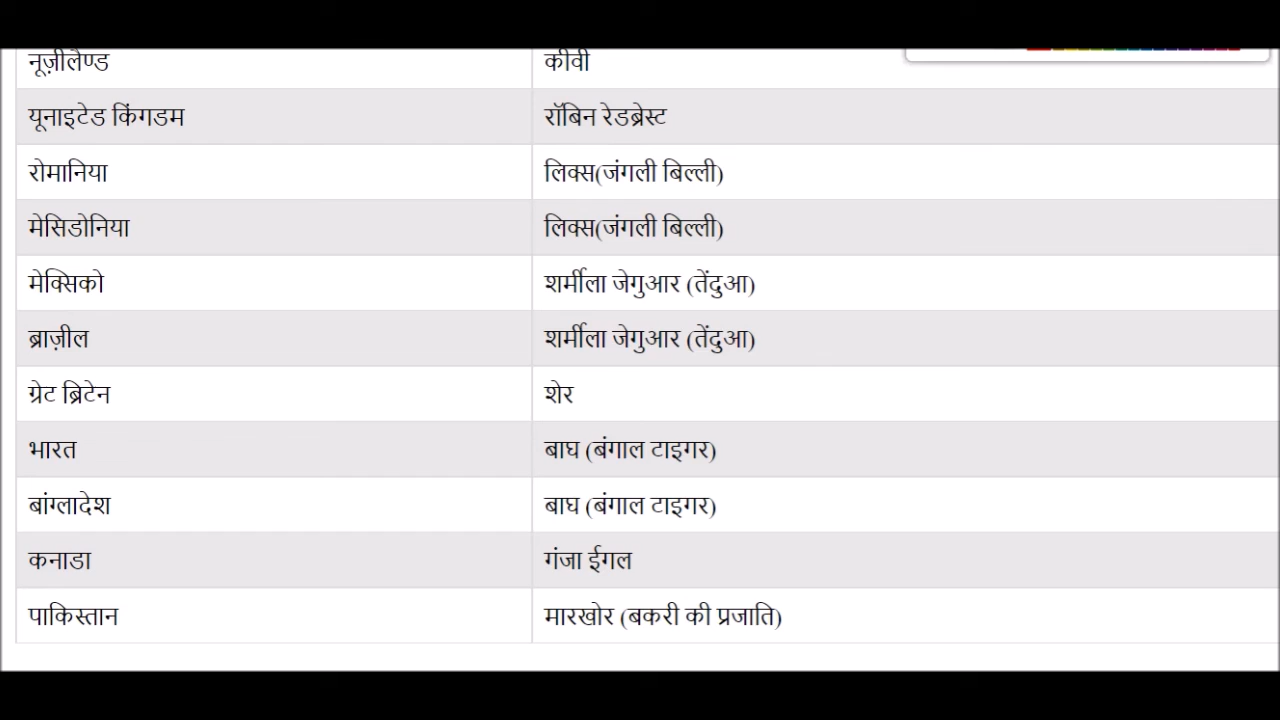 नूज़ीलैण्ड कीवी
यूनाइटेड किंगडम रॉबिन रेडब्रेस्ट
रोमानिया लिक्स(जंगली बिल्ली)
मेसिडोनिया लिक्स(जंगली बिल्ली)
मेक्सिको शर्मीला जेगुआर (तेंदुआ)
ब्राज़ील शर्मीला जेगुआर (तेंदुआ)
ग्रेट ब्रिटेन शेर
भारत बाघ (बंगाल टाइगर)
बांग्लादेश बाघ (बंगाल टाइगर)
कनाडा गंजा ईगल
पाकिस्तान मारखोर (बकरी की प्रजाति)